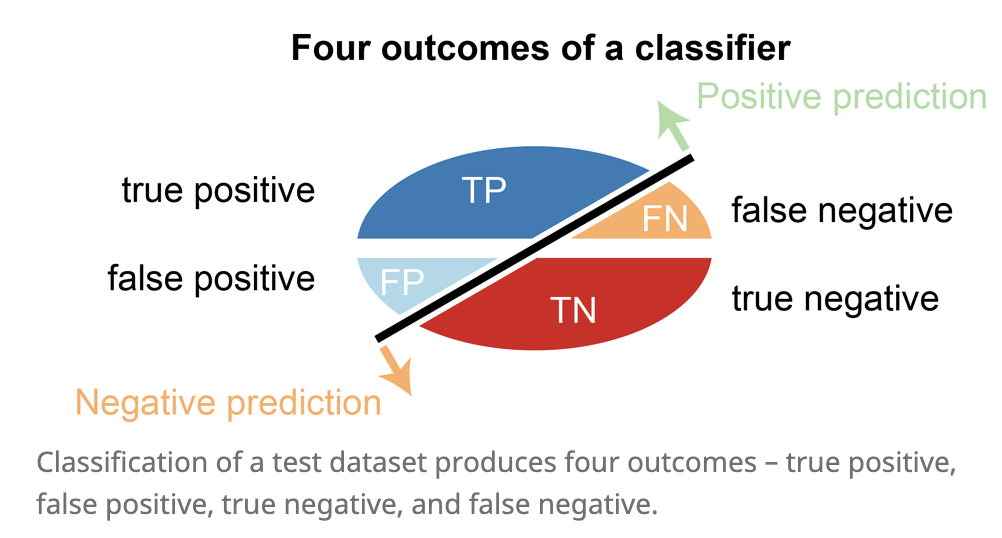 Four outcomes of a classifier
Positive prediction
true positive
TP
FN
false negative
false positive
FP
TN
true negative
Negative prediction
Classification of a test dataset produces four outcomes – true positive,
false positive, true negative, and false negative.